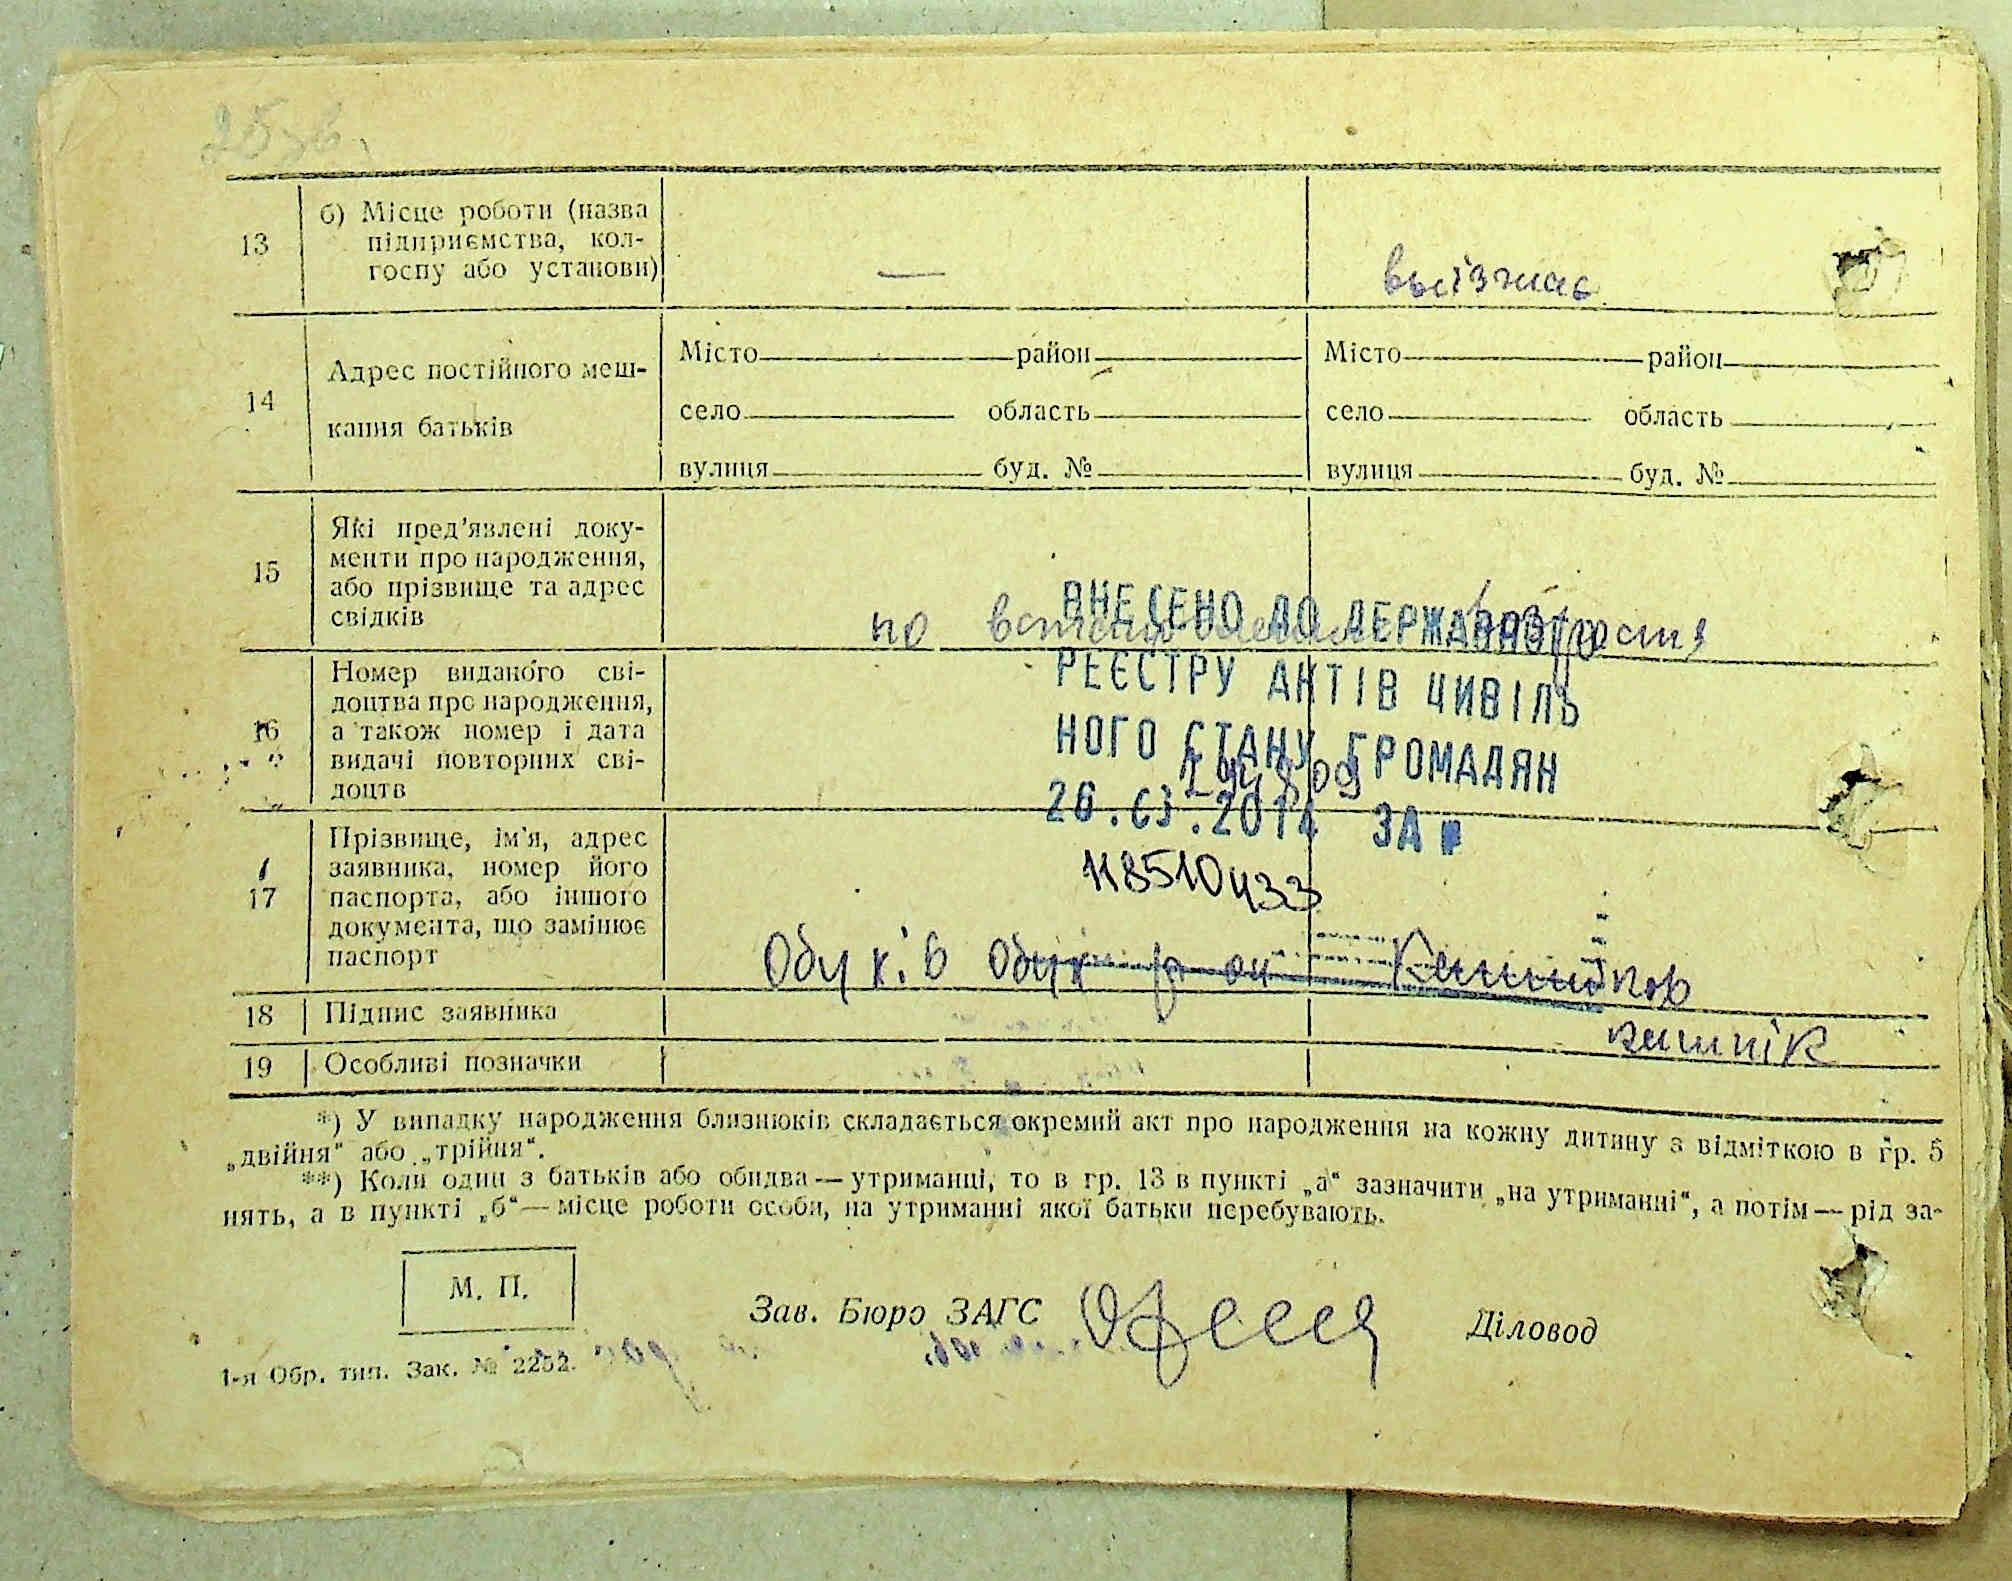 13
б) Місце роботи (назва
підприємства, кол-
госпу або установи)
—
14
Адрес постійного меш-
кання батьків
Місто район
село область
вулиця буд. №
Місто район
село область
вулиця буд. №
15
Які пред'явлені доку-
менти про народження,
або прізвище та адрес
свідків
по
16
Номер виданого сві-
доцтва про народження,
а також номер і дата
видачі повторних сві-
доцтв
ВНЕСЕНО ДО ДЕРЖАВНОГО
РЕЄСТРУ АКТІВ ЦИВІЛЬ
НОГО СТАНУ ГРОМАДЯН
26.03.2014 ЗА №
118510433
17
Прізвище, ім'я, адрес
заявника, номер його
паспорта, або іншого
документа, що замінює
паспорт
18
Підпис заявника
19
Особливі позначки
*) У випадку народження близнюків складається окремий акт про народження на кожну дитину з відміткою в гр. 5
„двійня“ або „трійня“.
**) Коли один з батьків або обидва — утриманці, то в гр. 13 в пункті „а“ зазначити „на утриманні“, а потім — рід за-
нять, а в пункті „б“ — місце роботи особи, на утриманні якої батьки перебувають.
М. П.
Зав. Бюро ЗАГС
Діловод
1-я Обр. тип. Зак. № 2252.